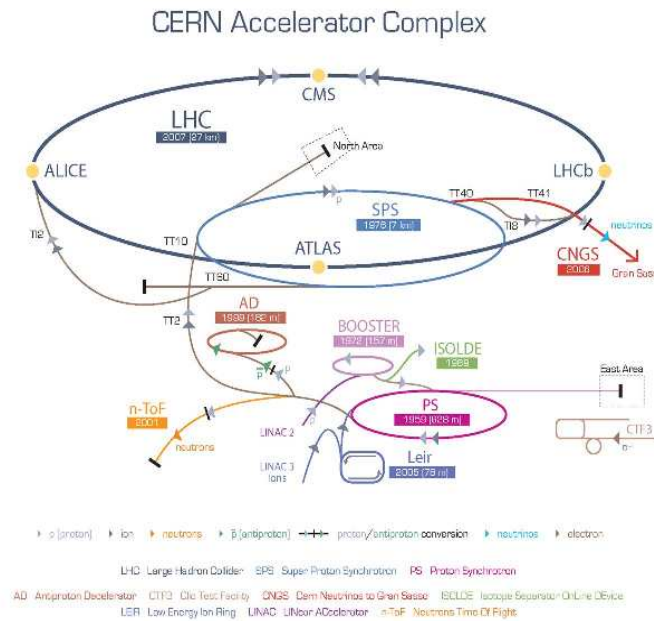 CERN Accelerator Complex
CMS
LHC
2007 (27 km)
North Area
ALICE
LHCb
p
SPS
1976 (7 km)
TT40
TT41
TI2
TI8
TT10
ATLAS
neutrinos
CNGS
2006
Gran Sasso
TT60
AD
1999 (182 m)
TT2
BOOSTER
1972 (157 m)
ISOLDE
1989
East Area
p
p
n-ToF
2001
LINAC 2
p
PS
1959 (628 m)
CTF3
e-
neutrons
LINAC 3
Ions
Leir
2005 (78 m)
p (proton)
ion
neutrons
p̄ (antiproton)
proton/antiproton conversion
neutrinos
electron
LHC Large Hadron Collider SPS Super Proton Synchrotron PS Proton Synchrotron
AD Antiproton Decelerator CTF3 Clic Test Facility CNGS Cern Neutrinos to Gran Sasso ISOLDE Isotope Separator OnLine DEvice
LEIR Low Energy Ion Ring LINAC LINear ACcelerator n-ToF Neutrons Time Of Flight